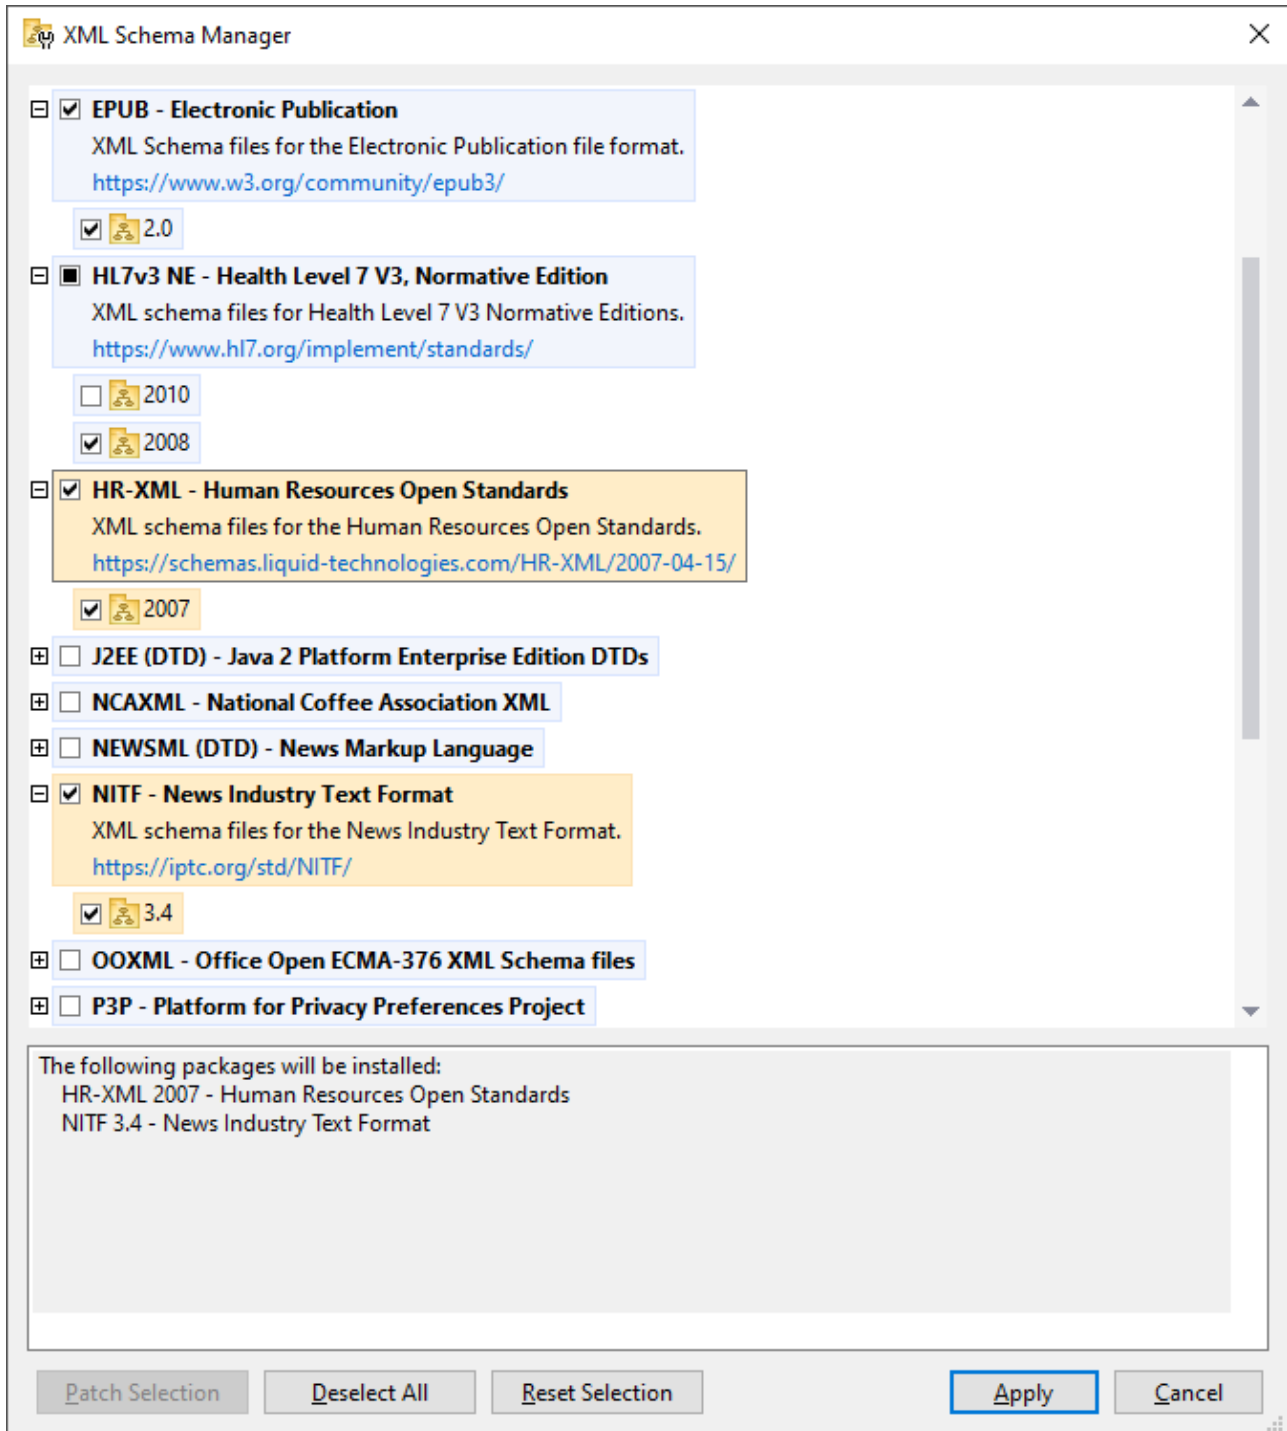 XML Schema Manager
EPUB - Electronic Publication
XML Schema files for the Electronic Publication file format.
https://www.w3.org/community/epub3/
2.0
HL7v3 NE - Health Level 7 V3, Normative Edition
XML schema files for Health Level 7 V3 Normative Editions.
https://www.hl7.org/implement/standards/
2010
2008
HR-XML - Human Resources Open Standards
XML schema files for the Human Resources Open Standards.
https://schemas.liquid-technologies.com/HR-XML/2007-04-15/
2007
J2EE (DTD) - Java 2 Platform Enterprise Edition DTDs
NCAXML - National Coffee Association XML
NEWSML (DTD) - News Markup Language
NITF - News Industry Text Format
XML schema files for the News Industry Text Format.
https://iptc.org/std/NITF/
3.4
OOXML - Office Open ECMA-376 XML Schema files
P3P - Platform for Privacy Preferences Project
The following packages will be installed:
HR-XML 2007 - Human Resources Open Standards
NITF 3.4 - News Industry Text Format
Patch Selection Deselect All Reset Selection Apply Cancel